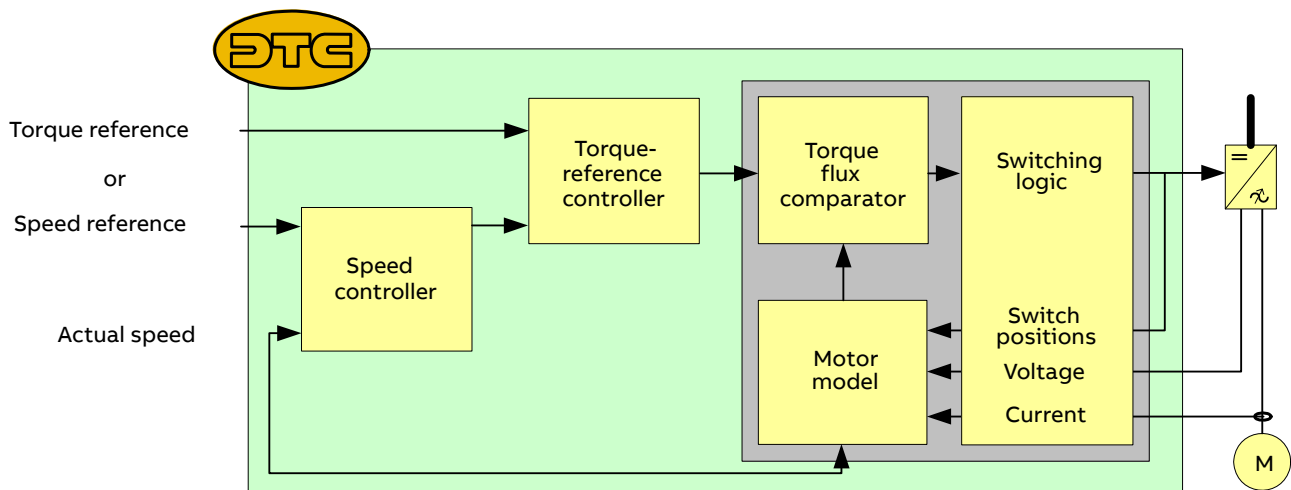 DTC
Torque reference
or
Speed reference
Actual speed
Speed
controller
Torque-
reference
controller
Torque
flux
comparator
Switching
logic
Motor
model
Switch
positions
Voltage
Current
M